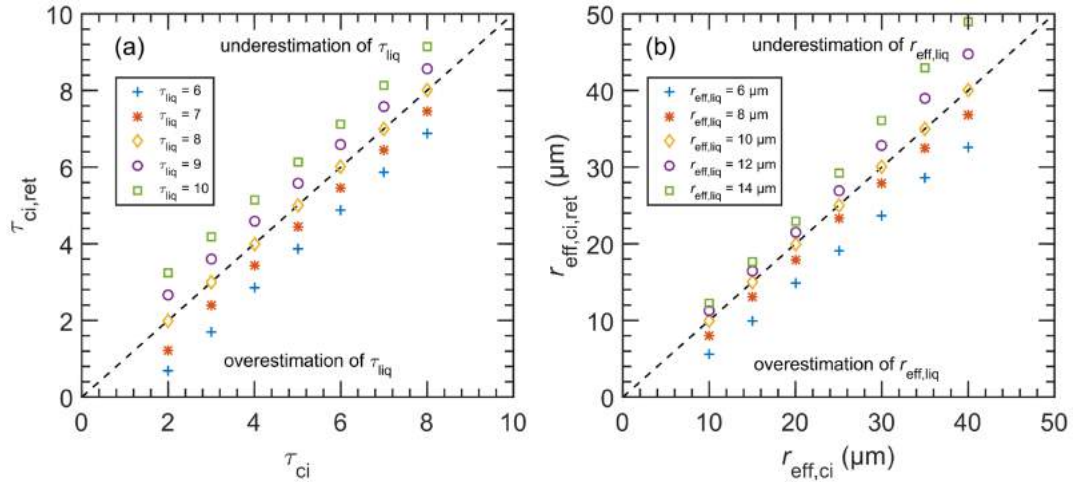 (a)
underestimation of τliq
τliq = 6
τliq = 7
τliq = 8
τliq = 9
τliq = 10
overestimation of τliq
τci,ret
10
8
6
4
2
0
0 2 4 6 8 10
τci
(b)
underestimation of reff,liq
reff,liq = 6 µm
reff,liq = 8 µm
reff,liq = 10 µm
reff,liq = 12 µm
reff,liq = 14 µm
overestimation of reff,liq
reff,ci,ret (µm)
50
40
30
20
10
0
0 10 20 30 40 50
reff,ci (µm)